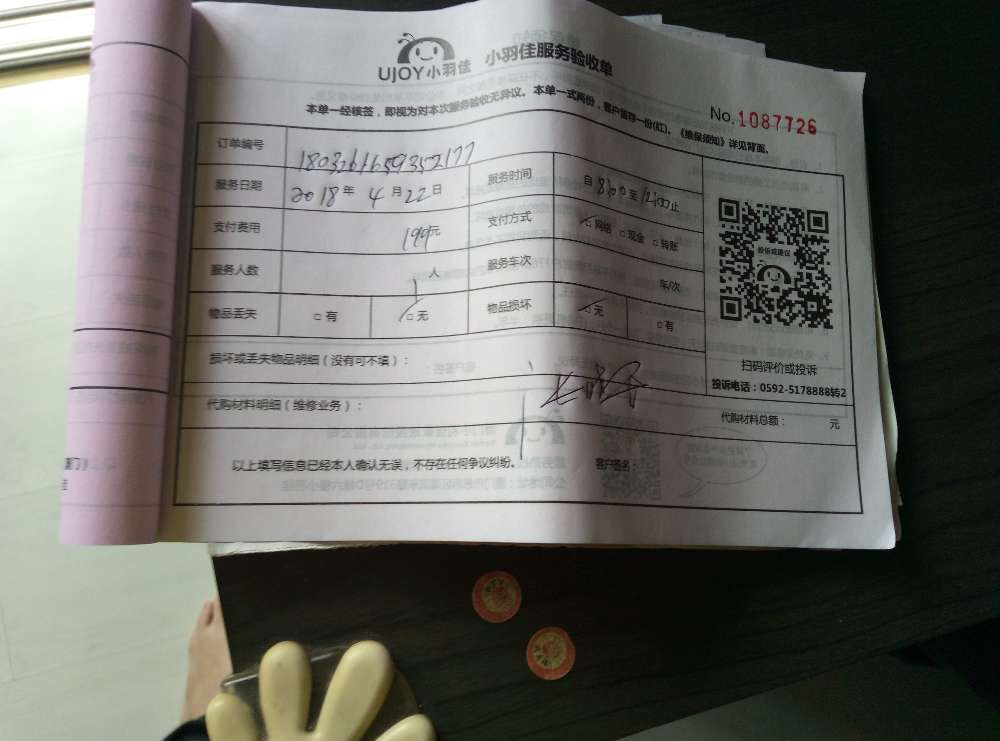 UJOY小羽佳 小羽佳服务验收单
本单一经核签，即视为对本次服务验收无异议。本单一式两份，客户留存一份(红)。《维保须知》详见背面。
No.1087726
订单编号 1803261659352177
服务日期 2018年4月22日 服务时间 自8:00至12:00止
支付费用 199元 支付方式 □网络 □现金 □转账
服务人数 1人 服务车次 车/次
物品丢失 □有 □无 物品损坏 □无 □有
投诉或建议
扫码评价或投诉
投诉电话：0592-5178888转2
损坏或丢失物品明细（没有可不填）：
代购材料明细（维修业务）： 代购材料总额： 元
以上填写信息已经本人确认无误，不存在任何争议纠纷。 客户签名：